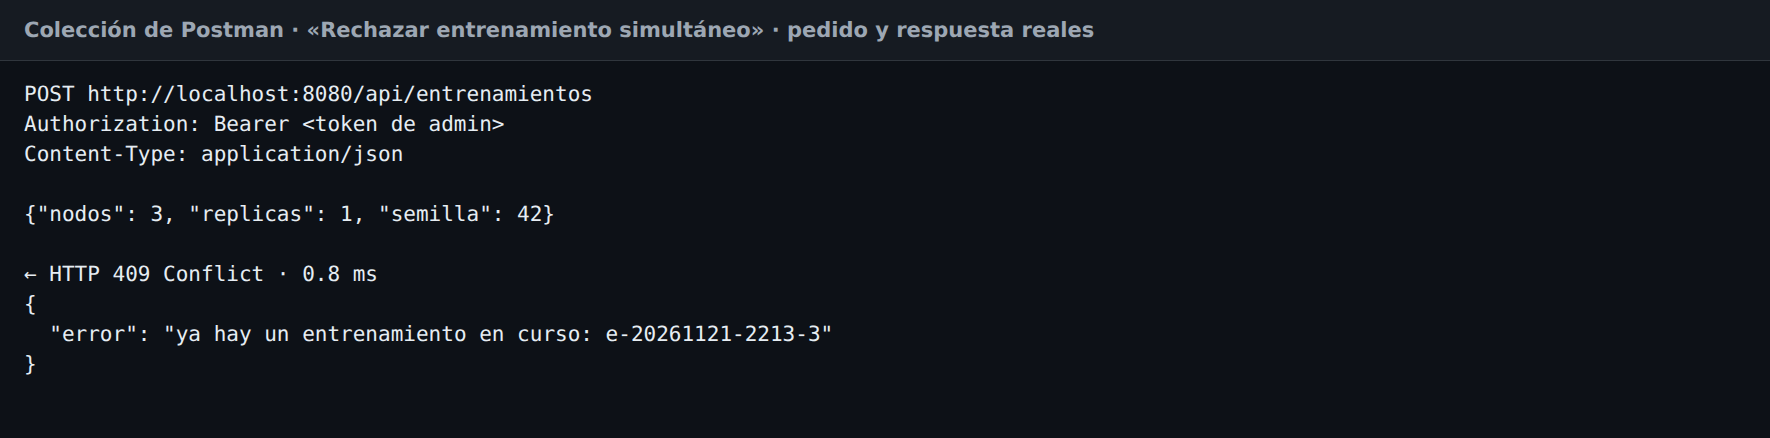 Colección de Postman · «Rechazar entrenamiento simultáneo» · pedido y respuesta reales
POST http://localhost:8080/api/entrenamientos
Authorization: Bearer <token de admin>
Content-Type: application/json
{"nodos": 3, "replicas": 1, "semilla": 42}
← HTTP 409 Conflict · 0.8 ms
{
  "error": "ya hay un entrenamiento en curso: e-20261121-2213-3"
}